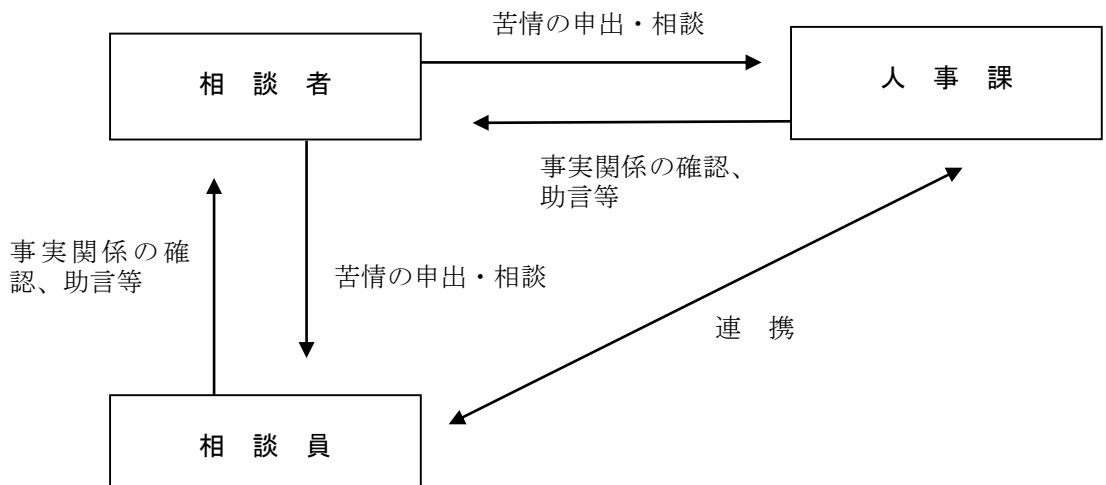 苦情の申出・相談
相　談　者
人　事　課
事実関係の確認、
助言等
事実関係の確
認、助言等
苦情の申出・相談
連　携
相　談　員